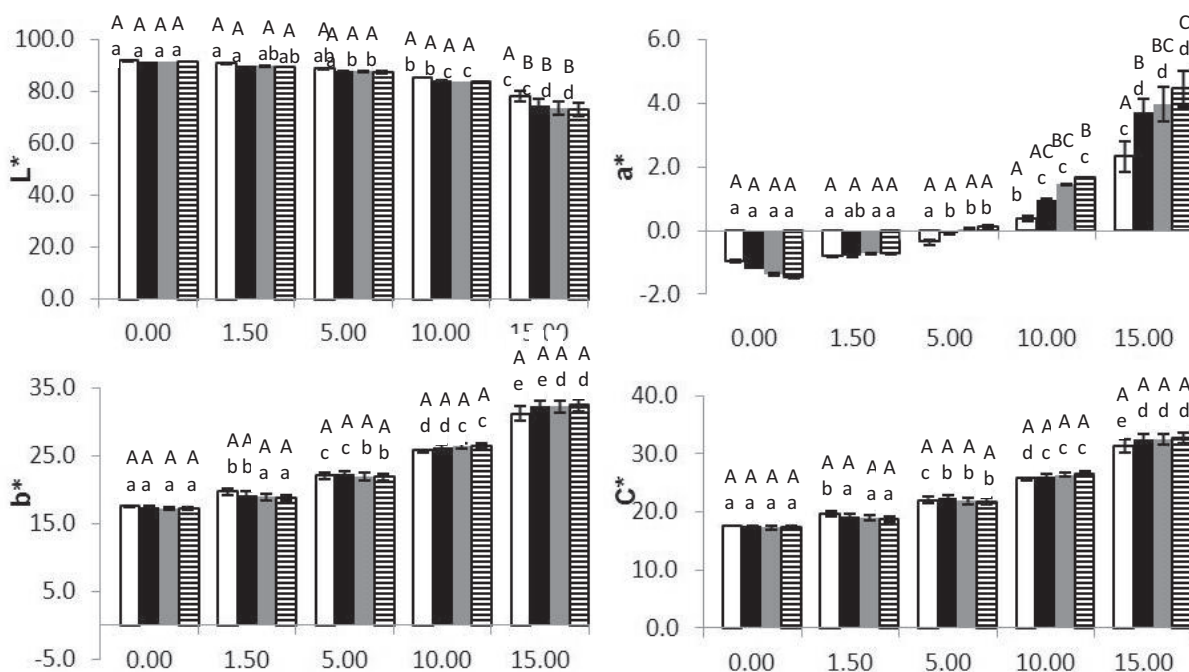 A A A A A A A A A A A A A B B B
a a a a a a ab ab ab b b b b c c c c d d
100.0
80.0
60.0
40.0
20.0
0.0
L*
0.00 1.50 5.00 10.00
C
BC d
B d
d
A
c
B
BC c
AC c
A c
b
A A A A A A A A A A A A
a a a a a ab a a a b b b
6.0
4.0
2.0
0.0
-2.0
a*
0.00 1.50 5.00 10.00 15.00
A A A A
e e d d
A A A A
d d c c
A A A A
c c b b
A A A A
b b a a
A A A A
a a a a
35.0
25.0
15.0
5.0
-5.0
b*
0.00 1.50 5.00 10.00 15.00
A A A A
e d d d
A A A A
d c c c
A A A A
c b b b
A A A A
b a a a
A A A A
a a a a
40.0
30.0
20.0
10.0
0.0
C*
0.00 1.50 5.00 10.00 15.00